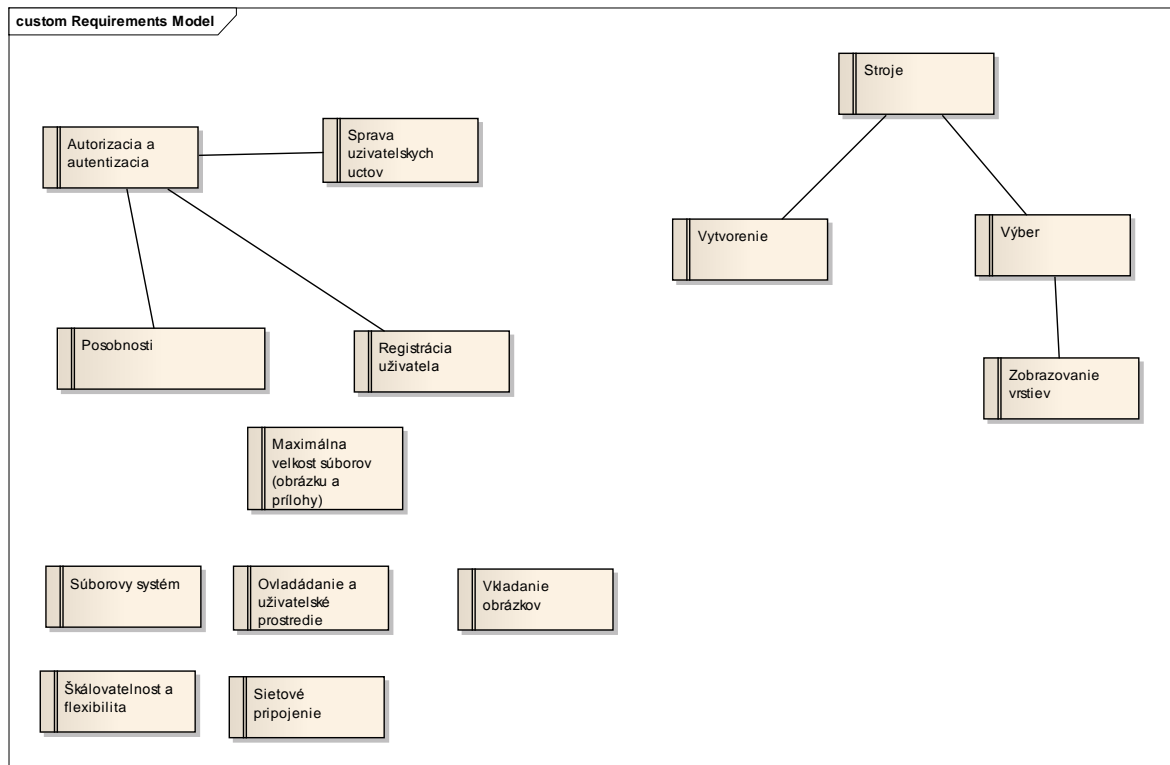 custom Requirements Model
Stroje
Autorizacia a
autentizacia
Sprava
uzivatelskych
uctov
Vytvorenie
Výber
Posobnosti
Registrácia
uživatela
Zobrazovanie
vrstiev
Maximálna
velkost súborov
(obrázku a
prílohy)
Súborovy systém
Ovladádanie a
uživatelské
prostredie
Vkladanie
obrázkov
Škálovatelnost a
flexibilita
Sietové
pripojenie